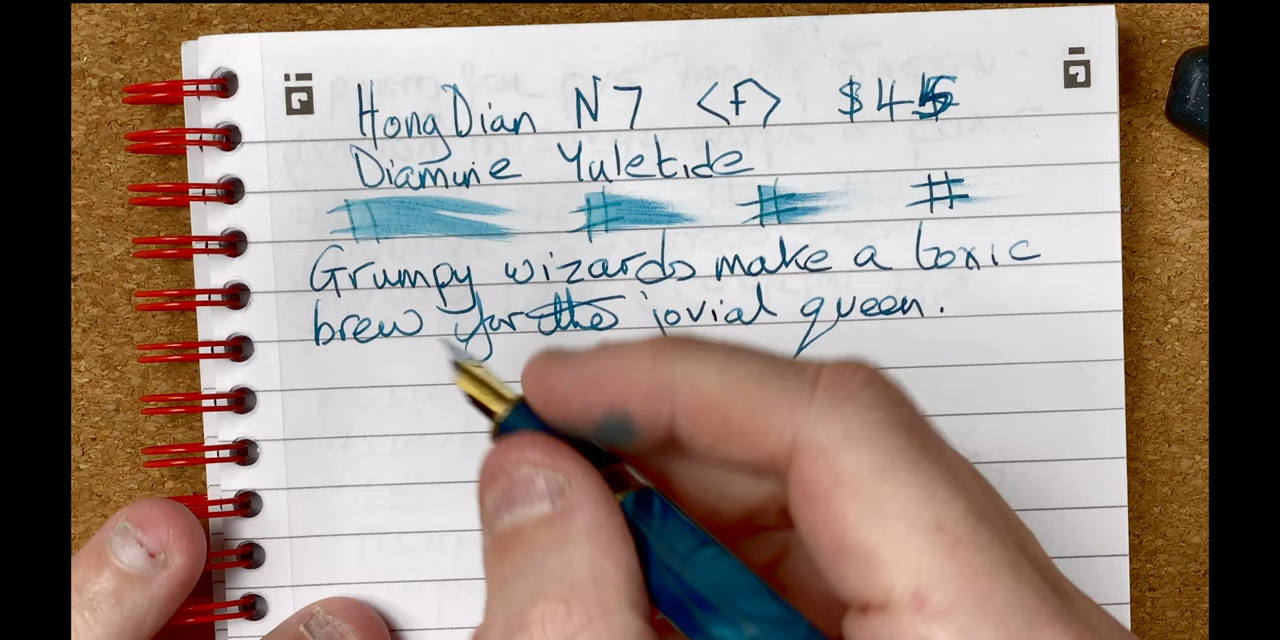 HongDian N7 <F> $45
Diamine Yuletide
# # # #
Grumpy wizards make a toxic
brew for the jovial queen.